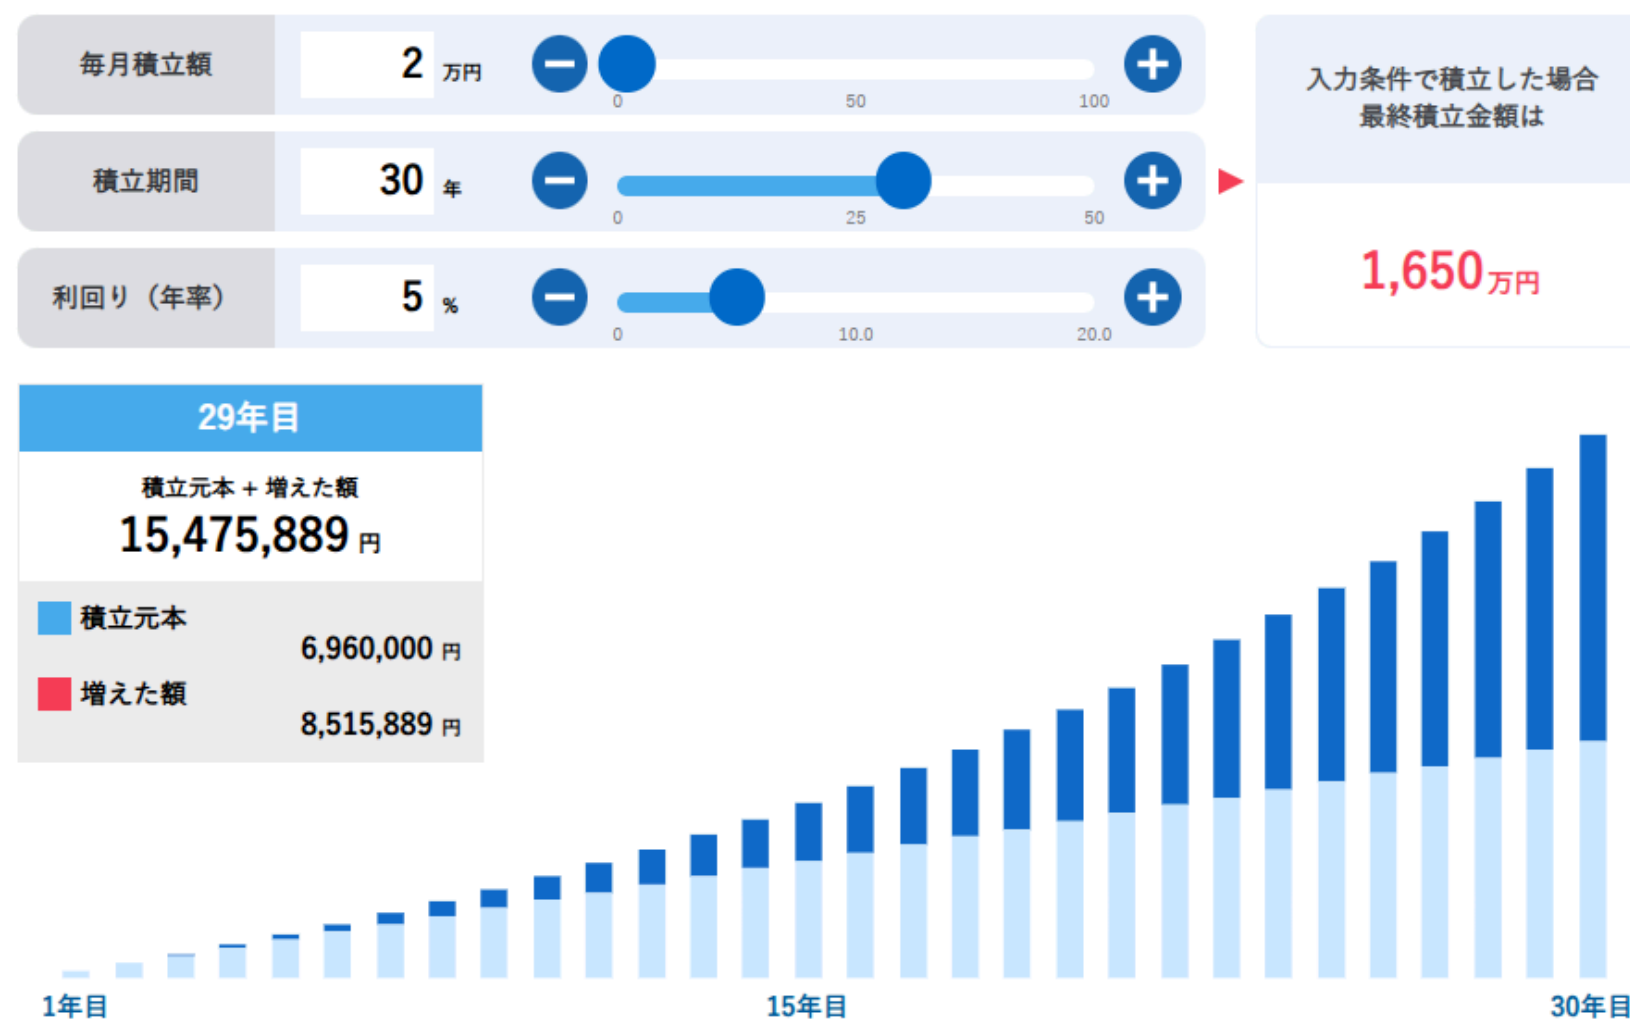 毎月積立額
2 万円
0 50 100
積立期間
30 年
0 25 50
利回り（年率）
5 %
0 10.0 20.0
入力条件で積立した場合
最終積立金額は
1,650万円
29年目
積立元本 + 増えた額
15,475,889 円
積立元本
6,960,000 円
増えた額
8,515,889 円
1年目 15年目 30年目